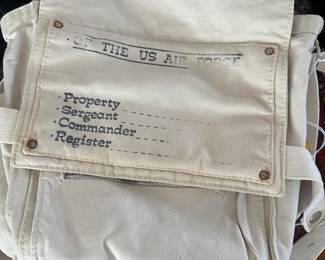 · OF THE US AIR FORCE
· Property
· Sergeant
· Commander
· Register